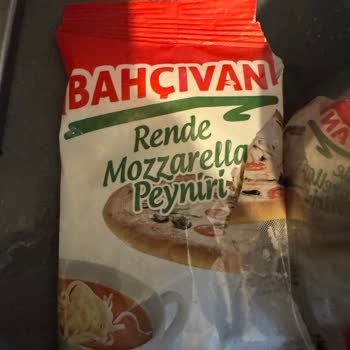 BAHÇIVAN
Rende
Mozzarella
Peyniri